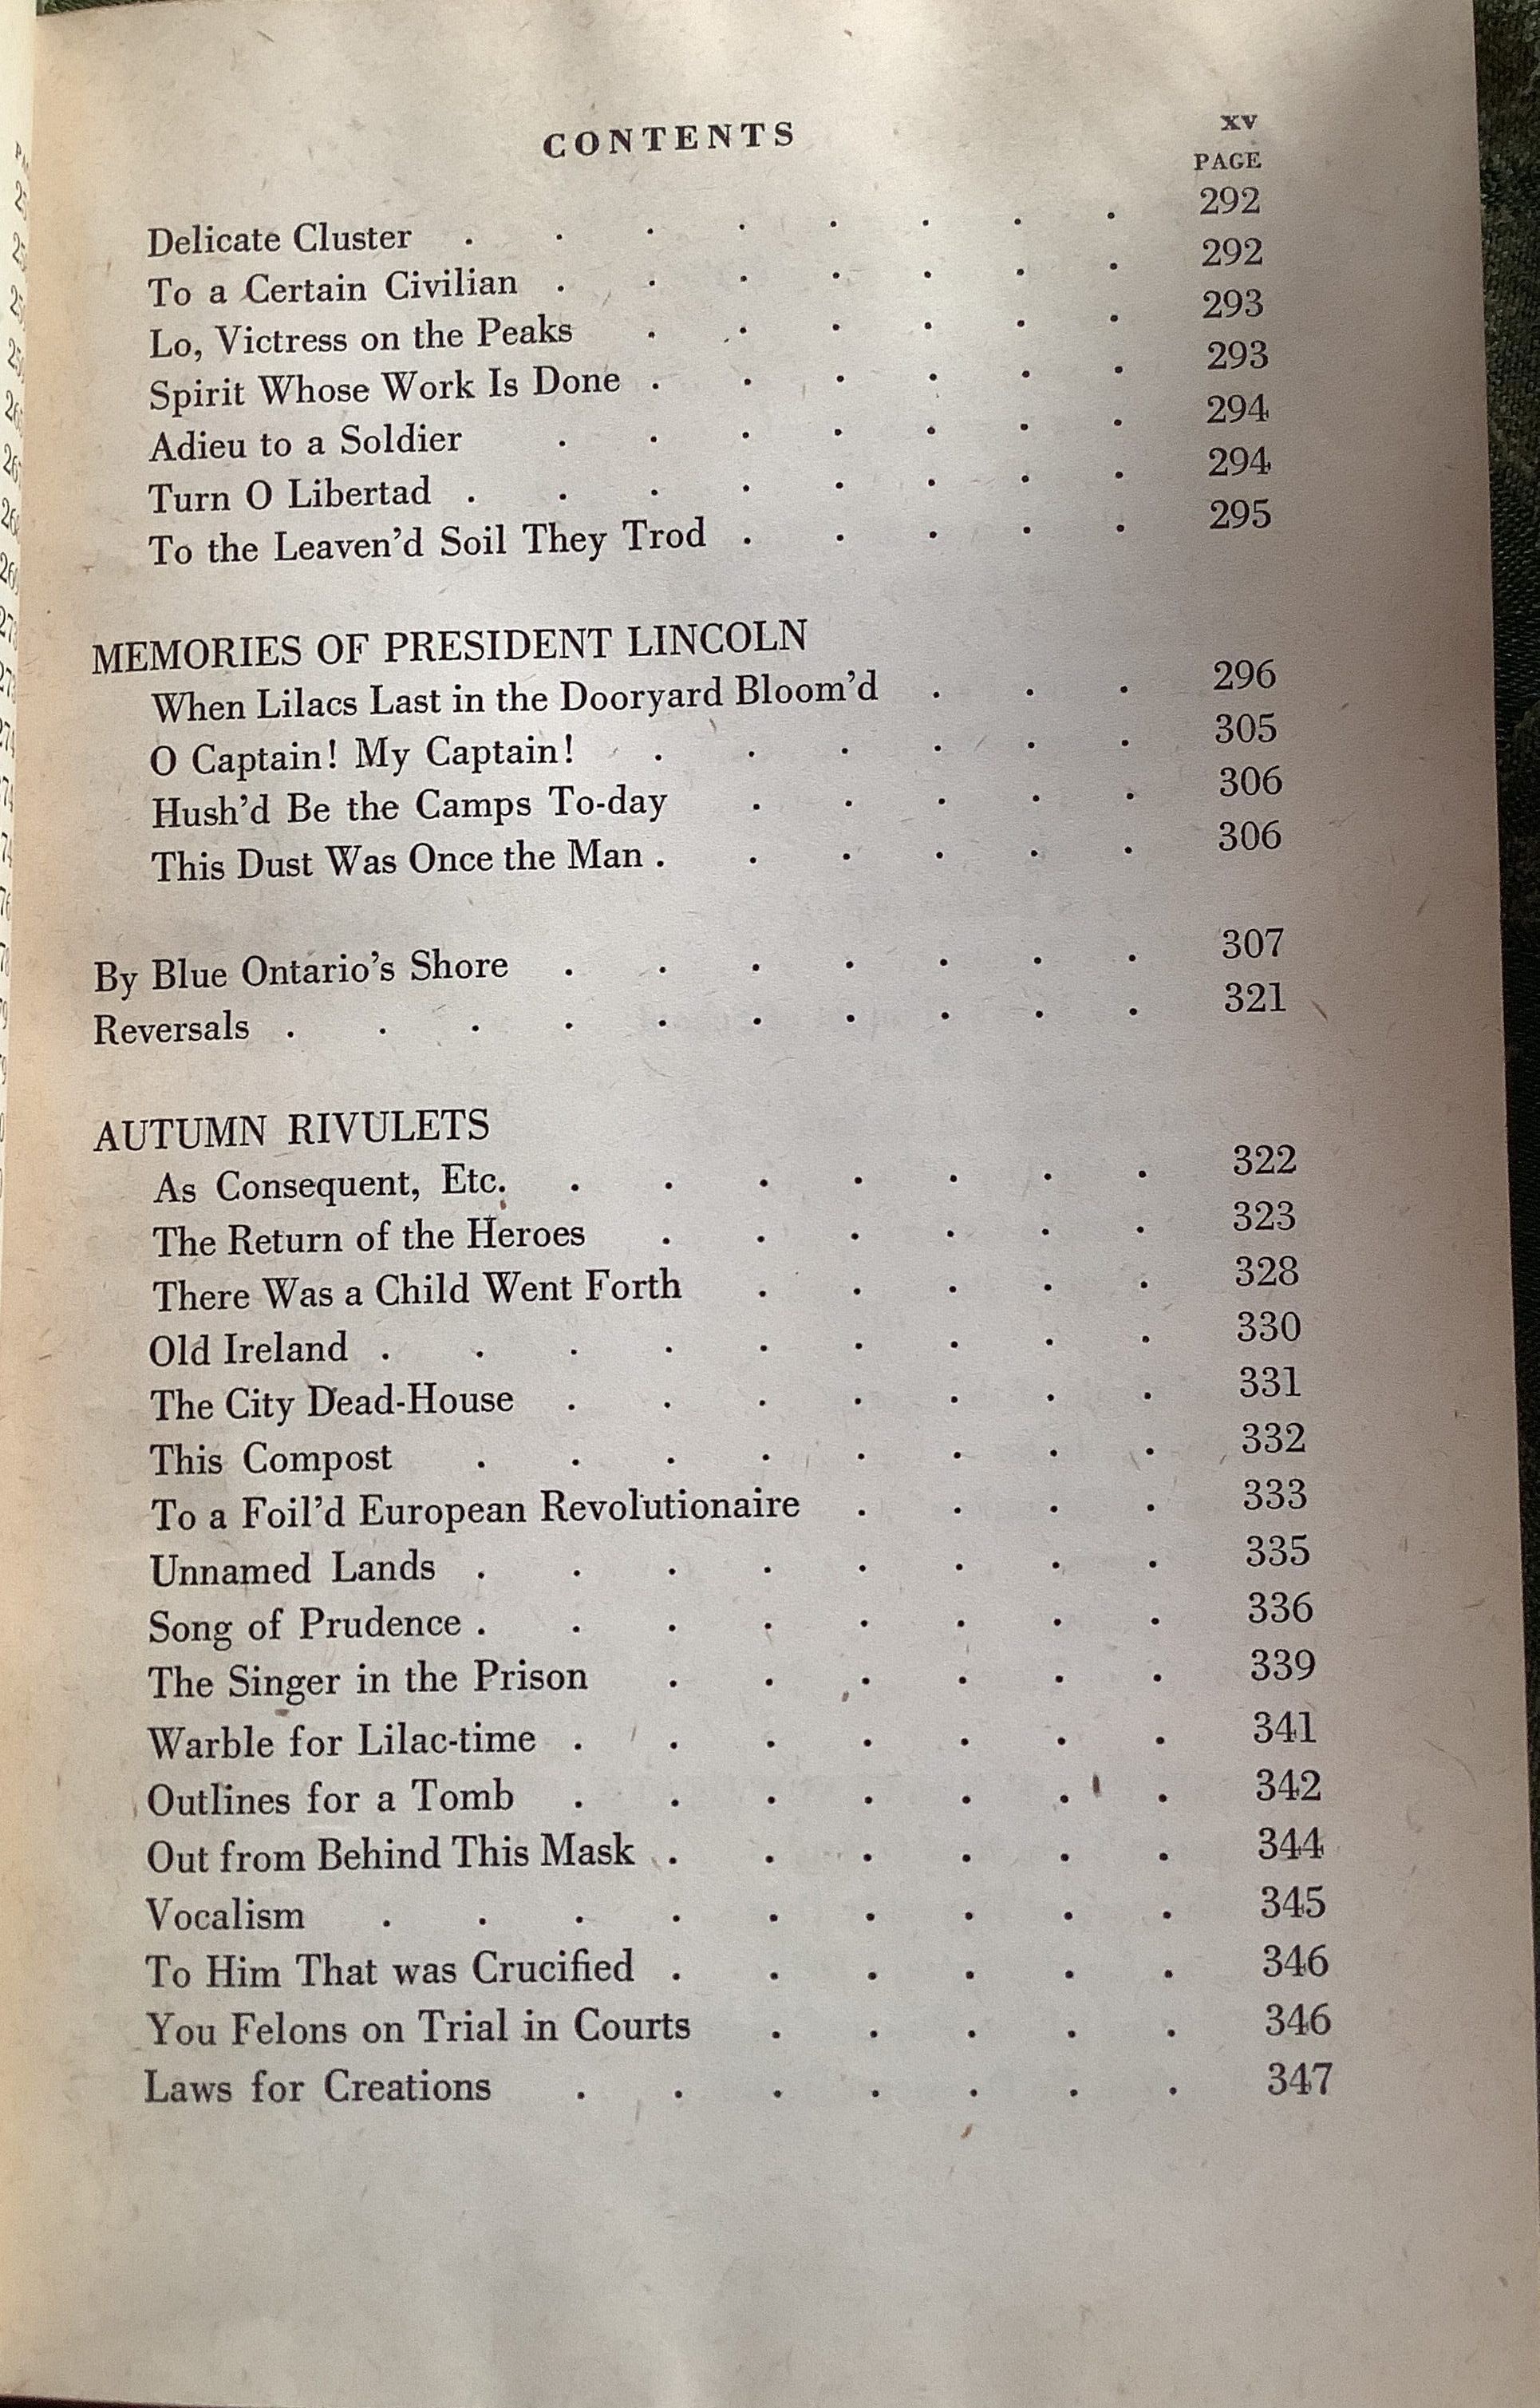 CONTENTS xv
PAGE
Delicate Cluster . . . . . . . . 292
To a Certain Civilian . . . . . . . 292
Lo, Victress on the Peaks . . . . . . 293
Spirit Whose Work Is Done . . . . . . 293
Adieu to a Soldier . . . . . . . 294
Turn O Libertad . . . . . . . . 294
To the Leaven'd Soil They Trod . . . . . 295
MEMORIES OF PRESIDENT LINCOLN
When Lilacs Last in the Dooryard Bloom'd . . . 296
O Captain! My Captain! . . . . . . 305
Hush'd Be the Camps To-day . . . . . 306
This Dust Was Once the Man . . . . . . 306
By Blue Ontario's Shore . . . . . . . 307
Reversals . . . . . . . . . . 321
AUTUMN RIVULETS
As Consequent, Etc. . . . . . . . 322
The Return of the Heroes . . . . . . 323
There Was a Child Went Forth . . . . . 328
Old Ireland . . . . . . . . . 330
The City Dead-House . . . . . . . 331
This Compost . . . . . . . . 332
To a Foil'd European Revolutionaire . . . . 333
Unnamed Lands . . . . . . . . 335
Song of Prudence . . . . . . . . 336
The Singer in the Prison . . . . . . 339
Warble for Lilac-time . . . . . . . 341
Outlines for a Tomb . . . . . . . 342
Out from Behind This Mask . . . . . . 344
Vocalism . . . . . . . . . 345
To Him That was Crucified . . . . . . 346
You Felons on Trial in Courts . . . . . 346
Laws for Creations . . . . . . . 347